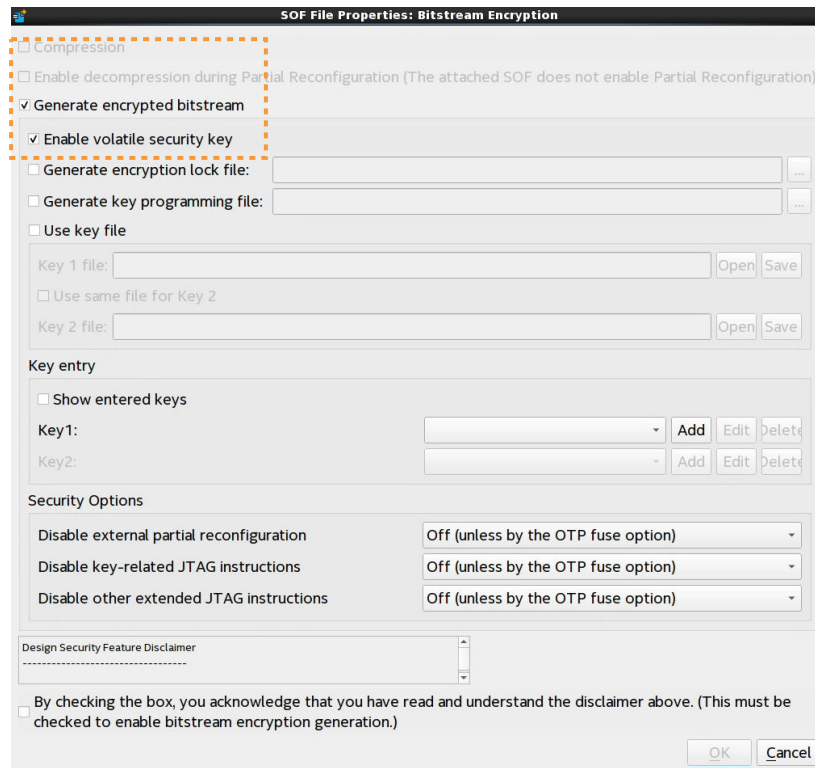 SOF File Properties: Bitstream Encryption
Compression
Enable decompression during Partial Reconfiguration (The attached SOF does not enable Partial Reconfiguration)
Generate encrypted bitstream
Enable volatile security key
Generate encryption lock file: ...
Generate key programming file: ...
Use key file
Key 1 file: Open Save
Use same file for Key 2
Key 2 file: Open Save
Key entry
Show entered keys
Key1: Add Edit Delete
Key2: Add Edit Delete
Security Options
Disable external partial reconfiguration Off (unless by the OTP fuse option)
Disable key-related JTAG instructions Off (unless by the OTP fuse option)
Disable other extended JTAG instructions Off (unless by the OTP fuse option)
Design Security Feature Disclaimer
---------------------------------
By checking the box, you acknowledge that you have read and understand the disclaimer above. (This must be
checked to enable bitstream encryption generation.)
OK Cancel